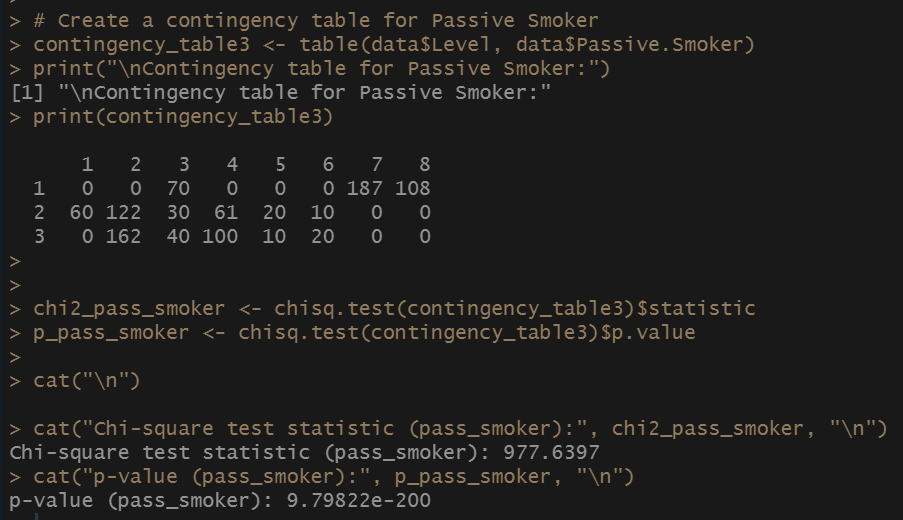 > # Create a contingency table for Passive Smoker
> contingency_table3 <- table(data$Level, data$Passive.Smoker)
> print("\nContingency table for Passive Smoker:")
[1] "\nContingency table for Passive Smoker:"
> print(contingency_table3)
1 2 3 4 5 6 7 8
1 0 0 70 0 0 0 187 108
2 60 122 30 61 20 10 0 0
3 0 162 40 100 10 20 0 0
>
>
> chi2_pass_smoker <- chisq.test(contingency_table3)$statistic
> p_pass_smoker <- chisq.test(contingency_table3)$p.value
>
> cat("\n")
> cat("Chi-square test statistic (pass_smoker):", chi2_pass_smoker, "\n")
Chi-square test statistic (pass_smoker): 977.6397
> cat("p-value (pass_smoker):", p_pass_smoker, "\n")
p-value (pass_smoker): 9.79822e-200